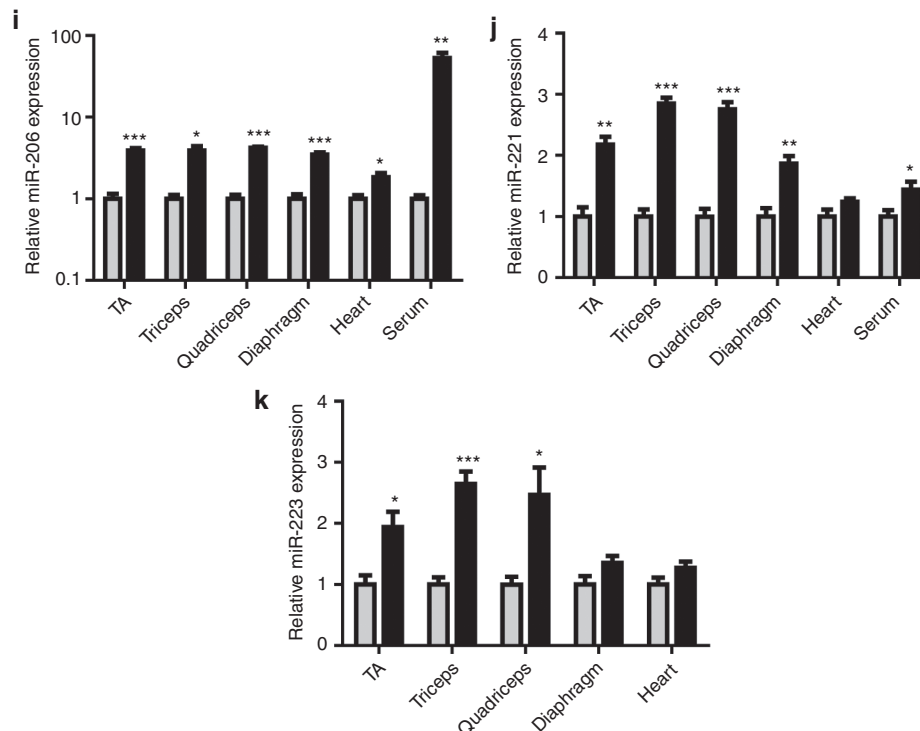 i
Relative miR-206 expression
100
10
1
0.1
***
*
***
***
*
**
TA
Triceps
Quadriceps
Diaphragm
Heart
Serum
j
Relative miR-221 expression
4
3
2
1
0
**
***
***
**
*
TA
Triceps
Quadriceps
Diaphragm
Heart
Serum
k
Relative miR-223 expression
4
3
2
1
0
*
***
*
TA
Triceps
Quadriceps
Diaphragm
Heart